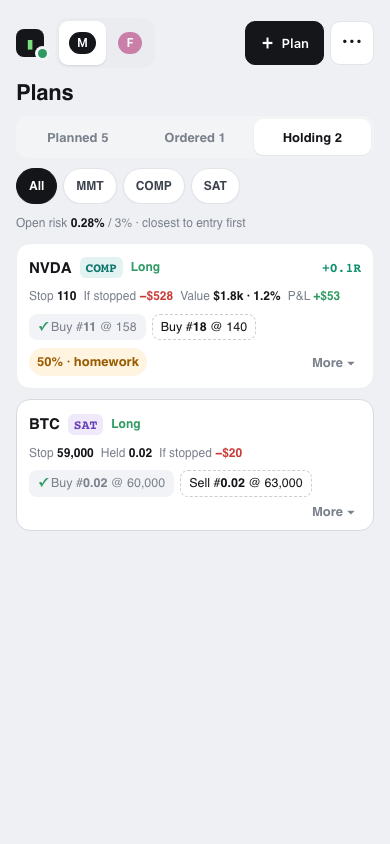 M F + Plan ...
Plans
Planned 5 Ordered 1 Holding 2
All MMT COMP SAT
Open risk 0.28% / 3% · closest to entry first
NVDA COMP Long +0.1R
Stop 110 If stopped −$528 Value $1.8k · 1.2% P&L +$53
✓Buy #11 @ 158 Buy #18 @ 140
50% · homework More
BTC SAT Long
Stop 59,000 Held 0.02 If stopped −$20
✓Buy #0.02 @ 60,000 Sell #0.02 @ 63,000
More